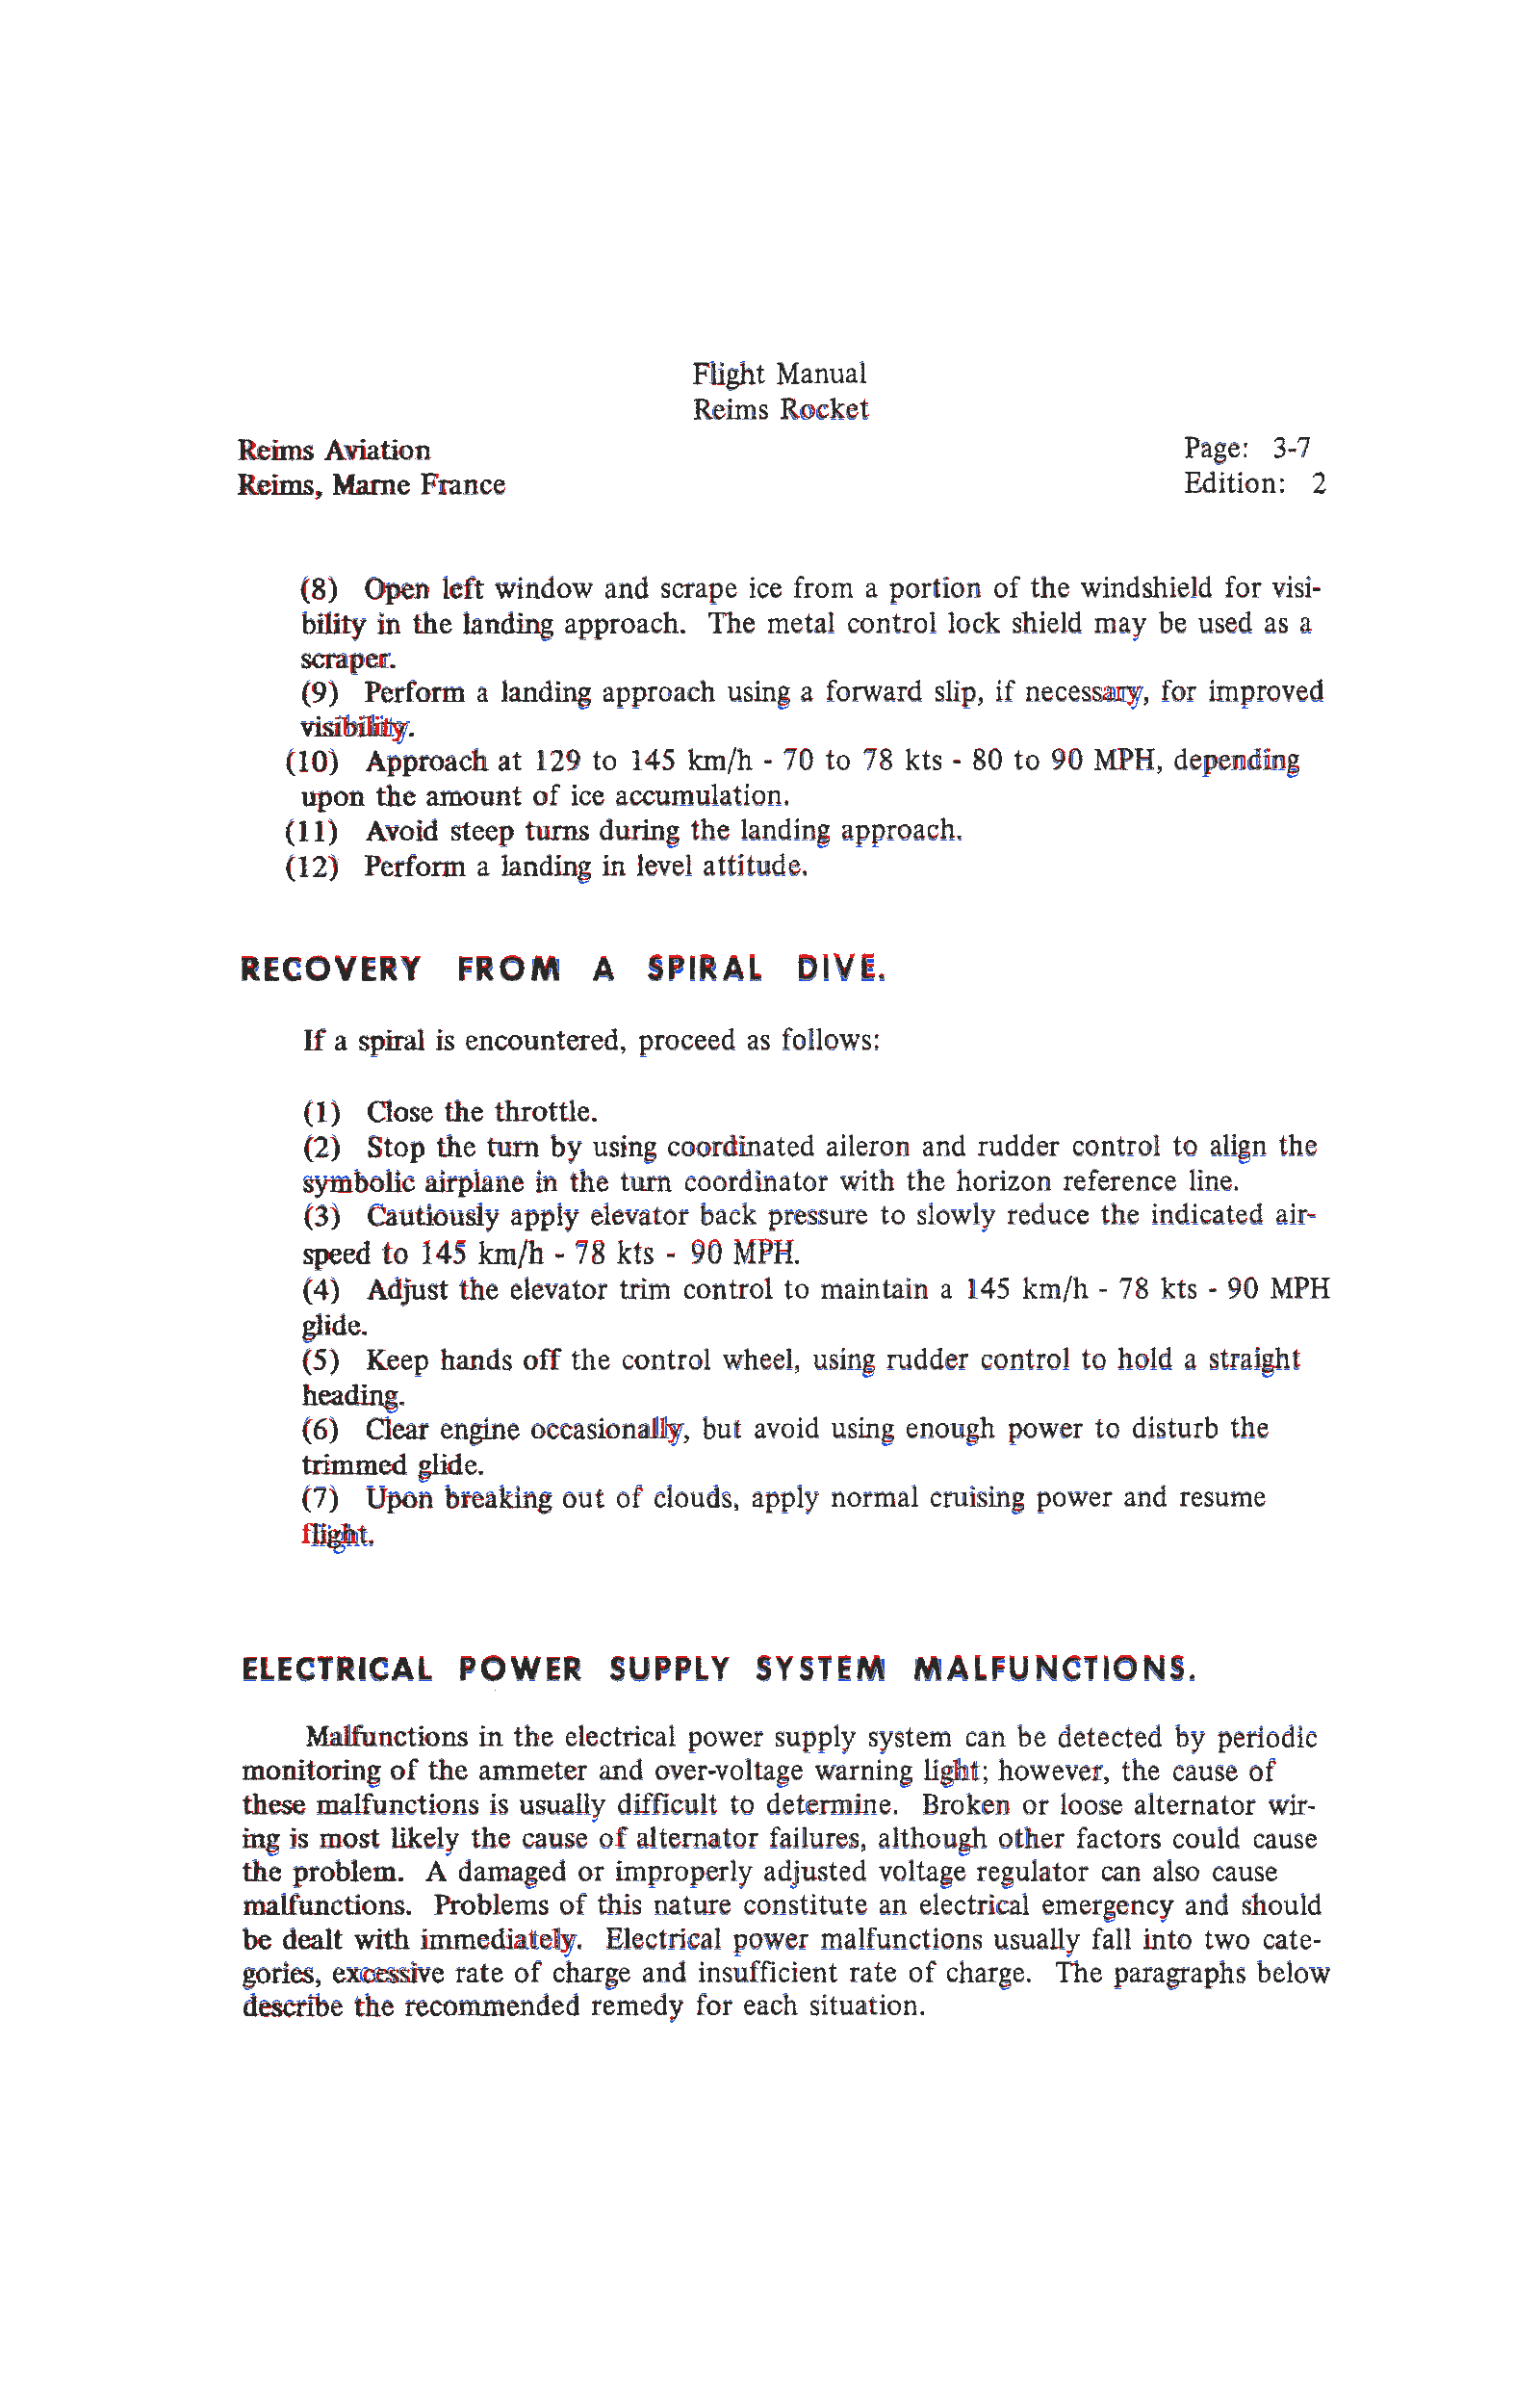 Flight Manual
Reims Rocket
Reims Aviation Page: 3-7
Reims, Marne France Edition: 2
(8) Open left window and scrape ice from a portion of the windshield for visi-
bility in the landing approach. The metal control lock shield may be used as a
scraper.
(9) Perform a landing approach using a forward slip, if necessary, for improved
visibility.
(10) Approach at 129 to 145 km/h - 70 to 78 kts - 80 to 90 MPH, depending
upon the amount of ice accumulation.
(11) Avoid steep turns during the landing approach.
(12) Perform a landing in level attitude.
RECOVERY FROM A SPIRAL DIVE.
If a spiral is encountered, proceed as follows:
(1) Close the throttle.
(2) Stop the turn by using coordinated aileron and rudder control to align the
symbolic airplane in the turn coordinator with the horizon reference line.
(3) Cautiously apply elevator back pressure to slowly reduce the indicated air-
speed to 145 km/h - 78 kts - 90 MPH.
(4) Adjust the elevator trim control to maintain a 145 km/h - 78 kts - 90 MPH
glide.
(5) Keep hands off the control wheel, using rudder control to hold a straight
heading.
(6) Clear engine occasionally, but avoid using enough power to disturb the
trimmed glide.
(7) Upon breaking out of clouds, apply normal cruising power and resume
flight.
ELECTRICAL POWER SUPPLY SYSTEM MALFUNCTIONS.
Malfunctions in the electrical power supply system can be detected by periodic
monitoring of the ammeter and over-voltage warning light; however, the cause of
these malfunctions is usually difficult to determine. Broken or loose alternator wir-
ing is most likely the cause of alternator failures, although other factors could cause
the problem. A damaged or improperly adjusted voltage regulator can also cause
malfunctions. Problems of this nature constitute an electrical emergency and should
be dealt with immediately. Electrical power malfunctions usually fall into two cate-
gories, excessive rate of charge and insufficient rate of charge. The paragraphs below
describe the recommended remedy for each situation.